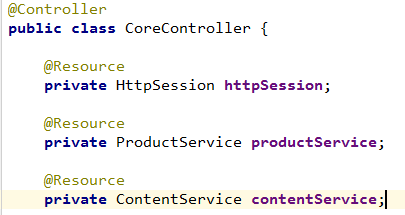 @Controller
public class CoreController {
@Resource
private HttpSession httpSession;
@Resource
private ProductService productService;
@Resource
private ContentService contentService;